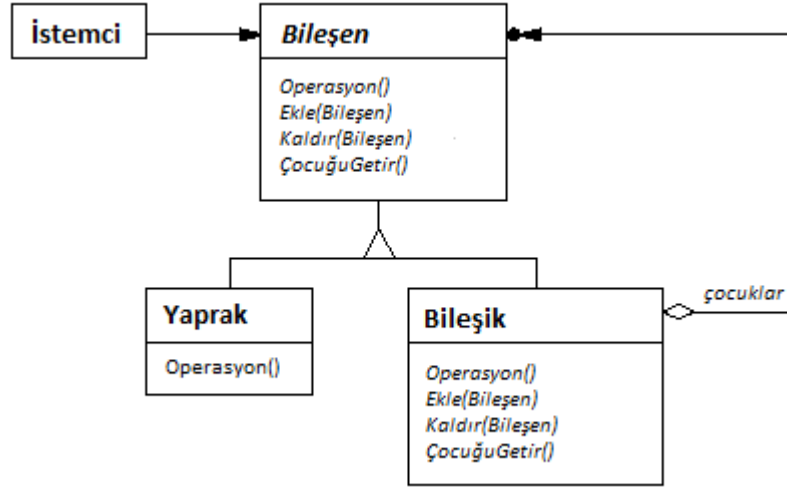 İstemci
Bileşen
Operasyon()
Ekle(Bileşen)
Kaldır(Bileşen)
ÇocuğuGetir()
Yaprak
Operasyon()
Bileşik
Operasyon()
Ekle(Bileşen)
Kaldır(Bileşen)
ÇocuğuGetir()
çocuklar